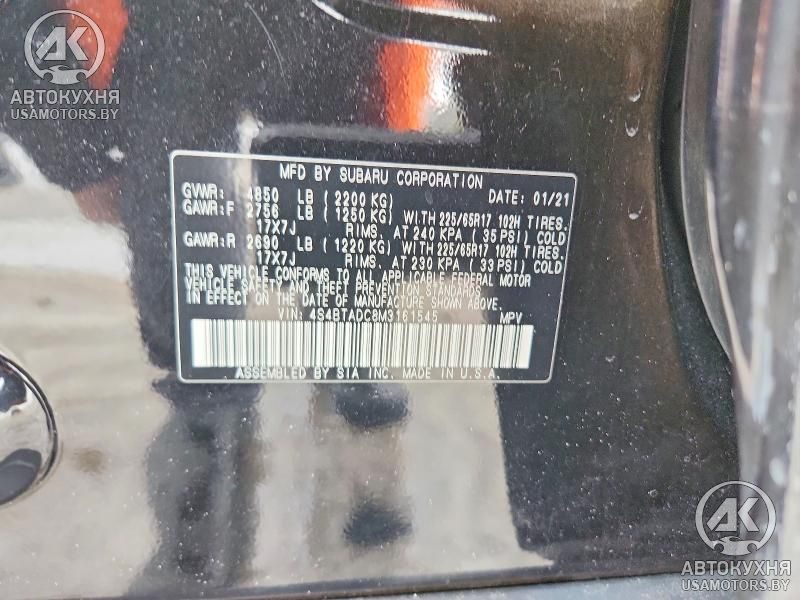 AK
АВТОКУХНЯ
USAMOTORS.BY
MFD BY SUBARU CORPORATION
GVWR: 4850 LB (2200 KG) DATE: 01/21
GAWR:F 2756 LB (1250 KG) WITH 225/65R17 102H TIRES.
17X7J RIMS. AT 240 KPA (35 PSI) COLD
GAWR:R 2690 LB (1220 KG) WITH 225/65R17 102H TIRES.
17X7J RIMS. AT 230 KPA (33 PSI) COLD
THIS VEHICLE CONFORMS TO ALL APPLICABLE FEDERAL MOTOR
VEHICLE SAFETY AND THEFT PREVENTION STANDARDS
IN EFFECT ON THE DATE OF MANUFACTURE SHOWN ABOVE.
VIN: 4S4BTADC8M3161545 MPV
ASSEMBLED BY SIA INC. MADE IN U.S.A.
AK
АВТОКУХНЯ
USAMOTORS.BY